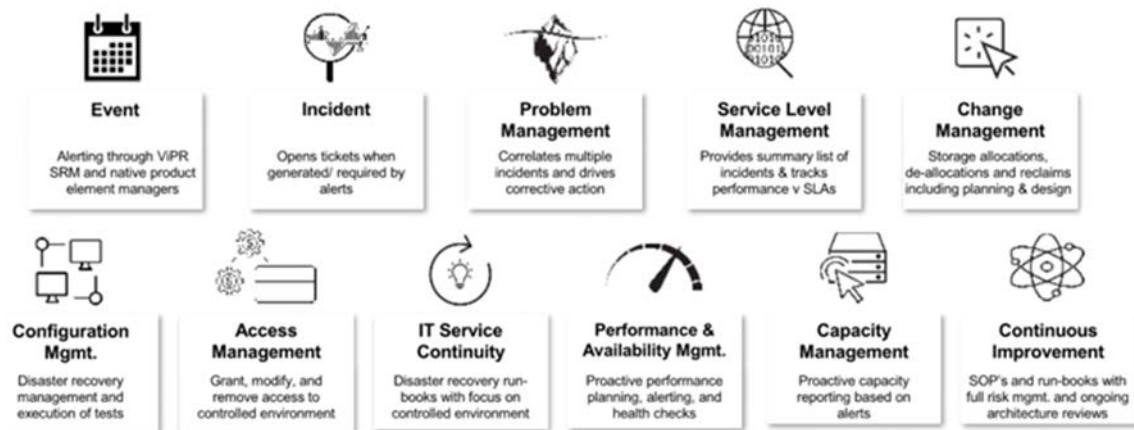 Event
Alerting through ViPR
SRM and native product
element managers
Incident
Opens tickets when
generated/ required by
alerts
Problem
Management
Correlates multiple
incidents and drives
corrective action
01010
00101
01010
Service Level
Management
Provides summary list of
incidents & tracks
performance v SLAs
Change
Management
Storage allocations,
de-allocations and reclaims
including planning & design
Configuration
Mgmt.
Disaster recovery
management and
execution of tests
Access
Management
Grant, modify, and
remove access to
controlled environment
IT Service
Continuity
Disaster recovery run-
books with focus on
controlled environment
Performance &
Availability Mgmt.
Proactive performance
planning, alerting, and
health checks
Capacity
Management
Proactive capacity
reporting based on
alerts
Continuous
Improvement
SOP's and run-books with
full risk mgmt. and ongoing
architecture reviews